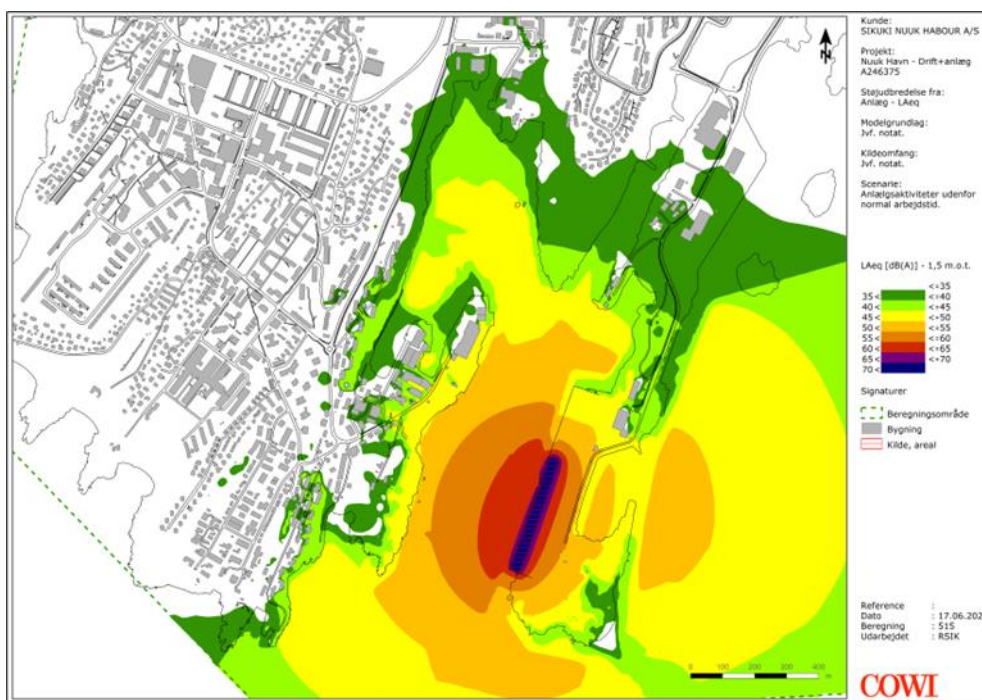 Kunde:
SIKUKI NUUK HABOUR A/S
Projekt:
Nuuk Havn - Drift+anlæg
A246375
Støjudbredelse fra:
Anlæg - LAeq
Modelgrundlag:
Jvf. notat.
Kildeomfang:
Jvf. notat.
Scenarie:
Anlægsaktiviteter udenfor
normal arbejdstid.
LAeq [dB(A)] - 1,5 m.o.t.
<=35
35 < <=40
40 < <=45
45 < <=50
50 < <=55
55 < <=60
60 < <=65
65 < <=70
70 <
Signaturer
Beregningsområde
Bygning
Kilde, areal
Reference :
Dato : 17.06.202
Beregning : 515
Udarbejdet : RSIK
0 100 200 300 400
m
COWI